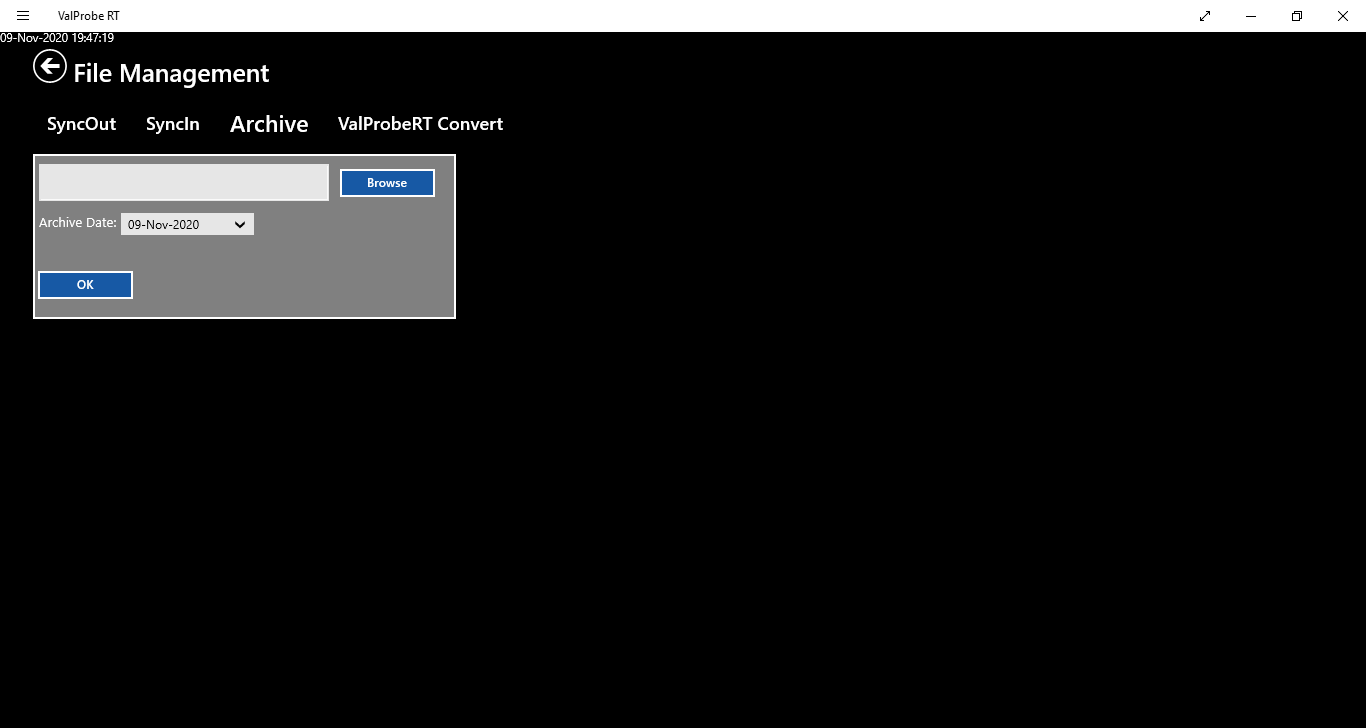 ValProbe RT
09-Nov-2020 19:47:19
File Management
SyncOut SyncIn Archive ValProbeRT Convert
Browse
Archive Date: 09-Nov-2020
OK